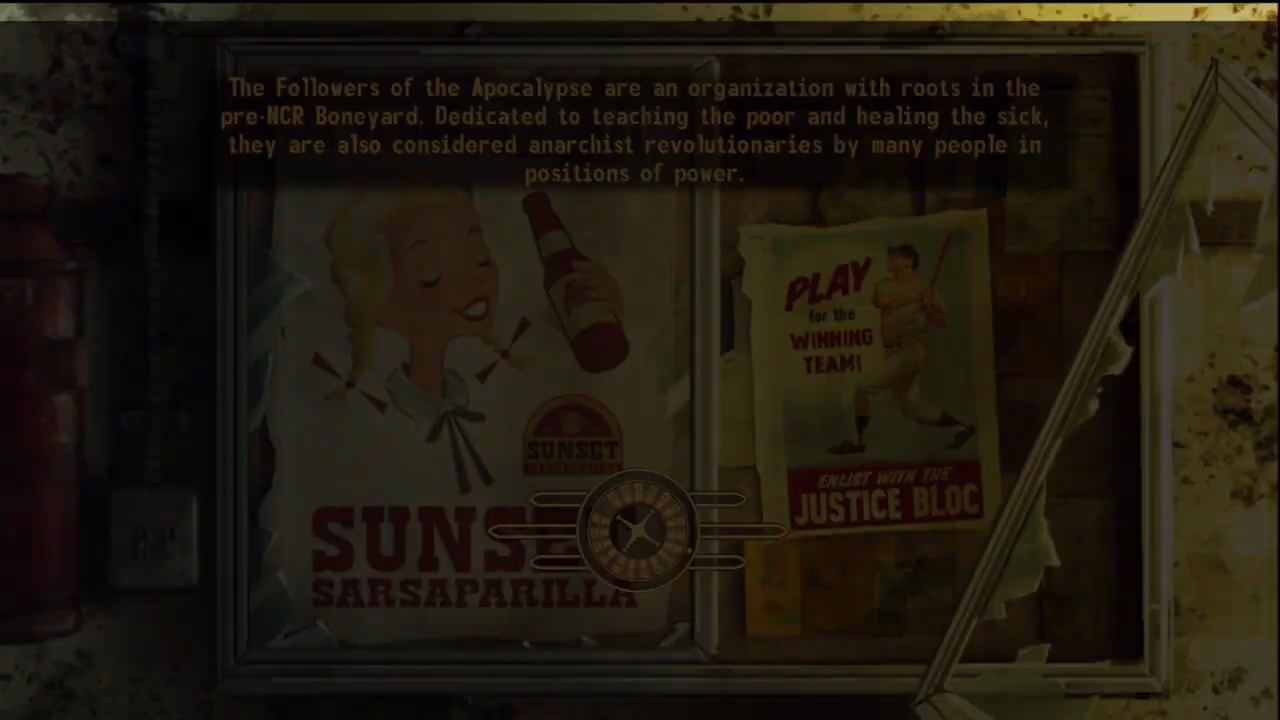 The Followers of the Apocalypse are an organization with roots in the
pre-NCR Boneyard. Dedicated to teaching the poor and healing the sick,
they are also considered anarchist revolutionaries by many people in
positions of power.
PLAY
for the
WINNING
TEAM!
SUNSET
ENLIST WITH THE
JUSTICE BLOC
SUNSE
SARSAPARILLA